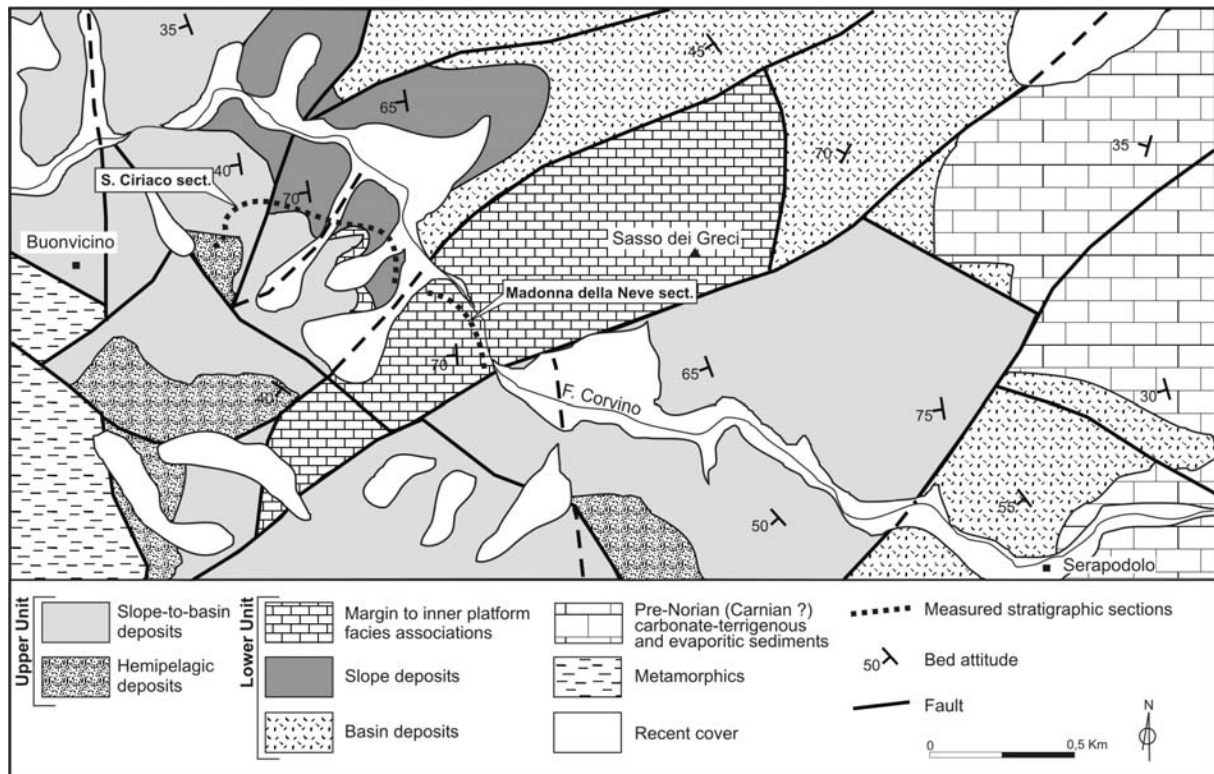 35
45
65
35
70
40
S. Ciriaco sect.
70
Buonvicino
Sasso dei Greci
Madonna della Neve sect.
70
65
40
30
F. Corvino
75
50
55
Serapodolo
Upper Unit
Slope-to-basin
deposits
Hemipelagic
deposits
Lower Unit
Margin to inner platform
facies associations
Slope deposits
Basin deposits
Pre-Norian (Carnian ?)
carbonate-terrigenous
and evaporitic sediments
Metamorphics
Recent cover
Measured stratigraphic sections
50
Bed attitude
Fault
N
0 0,5 Km